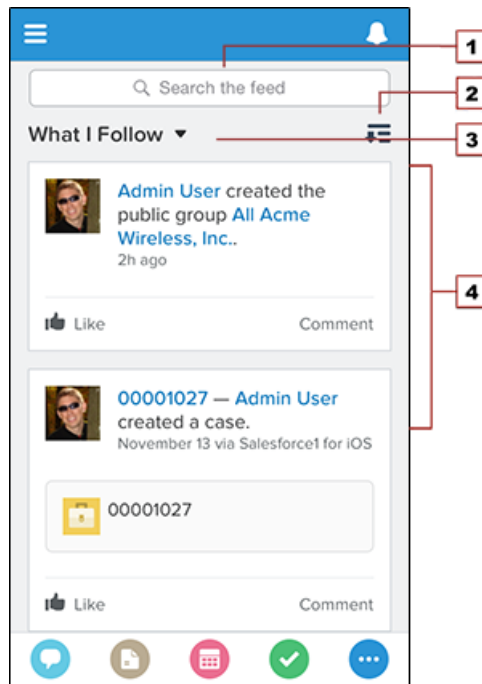 1
Search the feed
2
What I Follow
3
Admin User created the
public group All Acme
Wireless, Inc..
2h ago
Like Comment
4
00001027 — Admin User
created a case.
November 13 via Salesforce1 for iOS
00001027
Like Comment